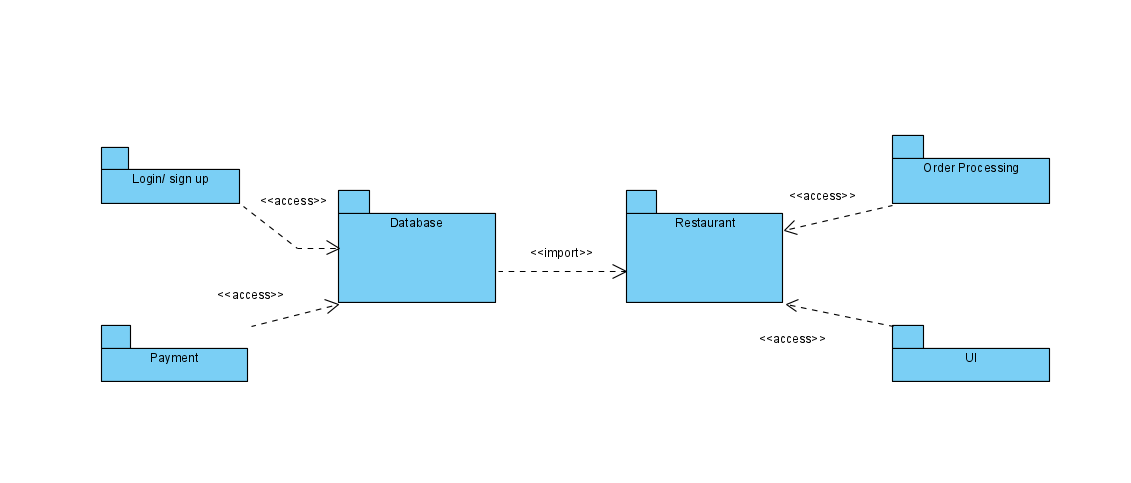 Login/ sign up
<<access>>
Database
<<import>>
Restaurant
<<access>>
Order Processing
<<access>>
Payment
<<access>>
UI